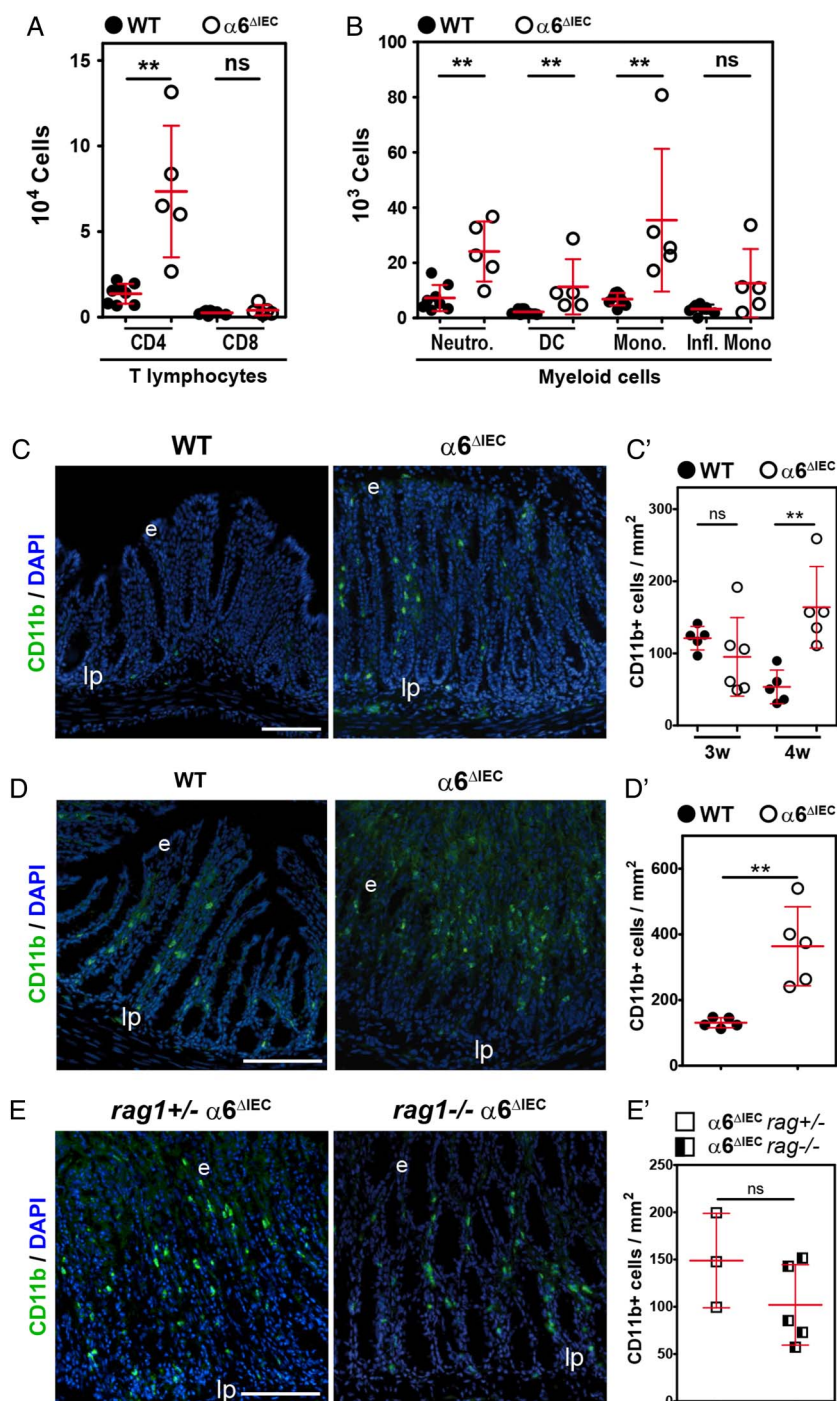 A
WT α6ΔIEC
15
10
5
0
10⁴ Cells
** ns
CD4 CD8
T lymphocytes
B
WT α6ΔIEC
100
80
60
40
20
0
10³ Cells
** ** ** ns
Neutro. DC Mono. Infl. Mono
Myeloid cells
C
WT α6ΔIEC
CD11b / DAPI
e
lp
e
lp
C'
WT α6ΔIEC
300
200
100
0
CD11b+ cells / mm²
ns **
3w 4w
D
WT α6ΔIEC
CD11b / DAPI
e
lp
e
lp
D'
WT α6ΔIEC
600
400
200
0
CD11b+ cells / mm²
**
E
rag1+/- α6ΔIEC rag1-/- α6ΔIEC
CD11b / DAPI
e
lp
e
lp
E'
α6ΔIEC rag+/-
α6ΔIEC rag-/-
250
200
150
100
50
0
CD11b+ cells / mm²
ns